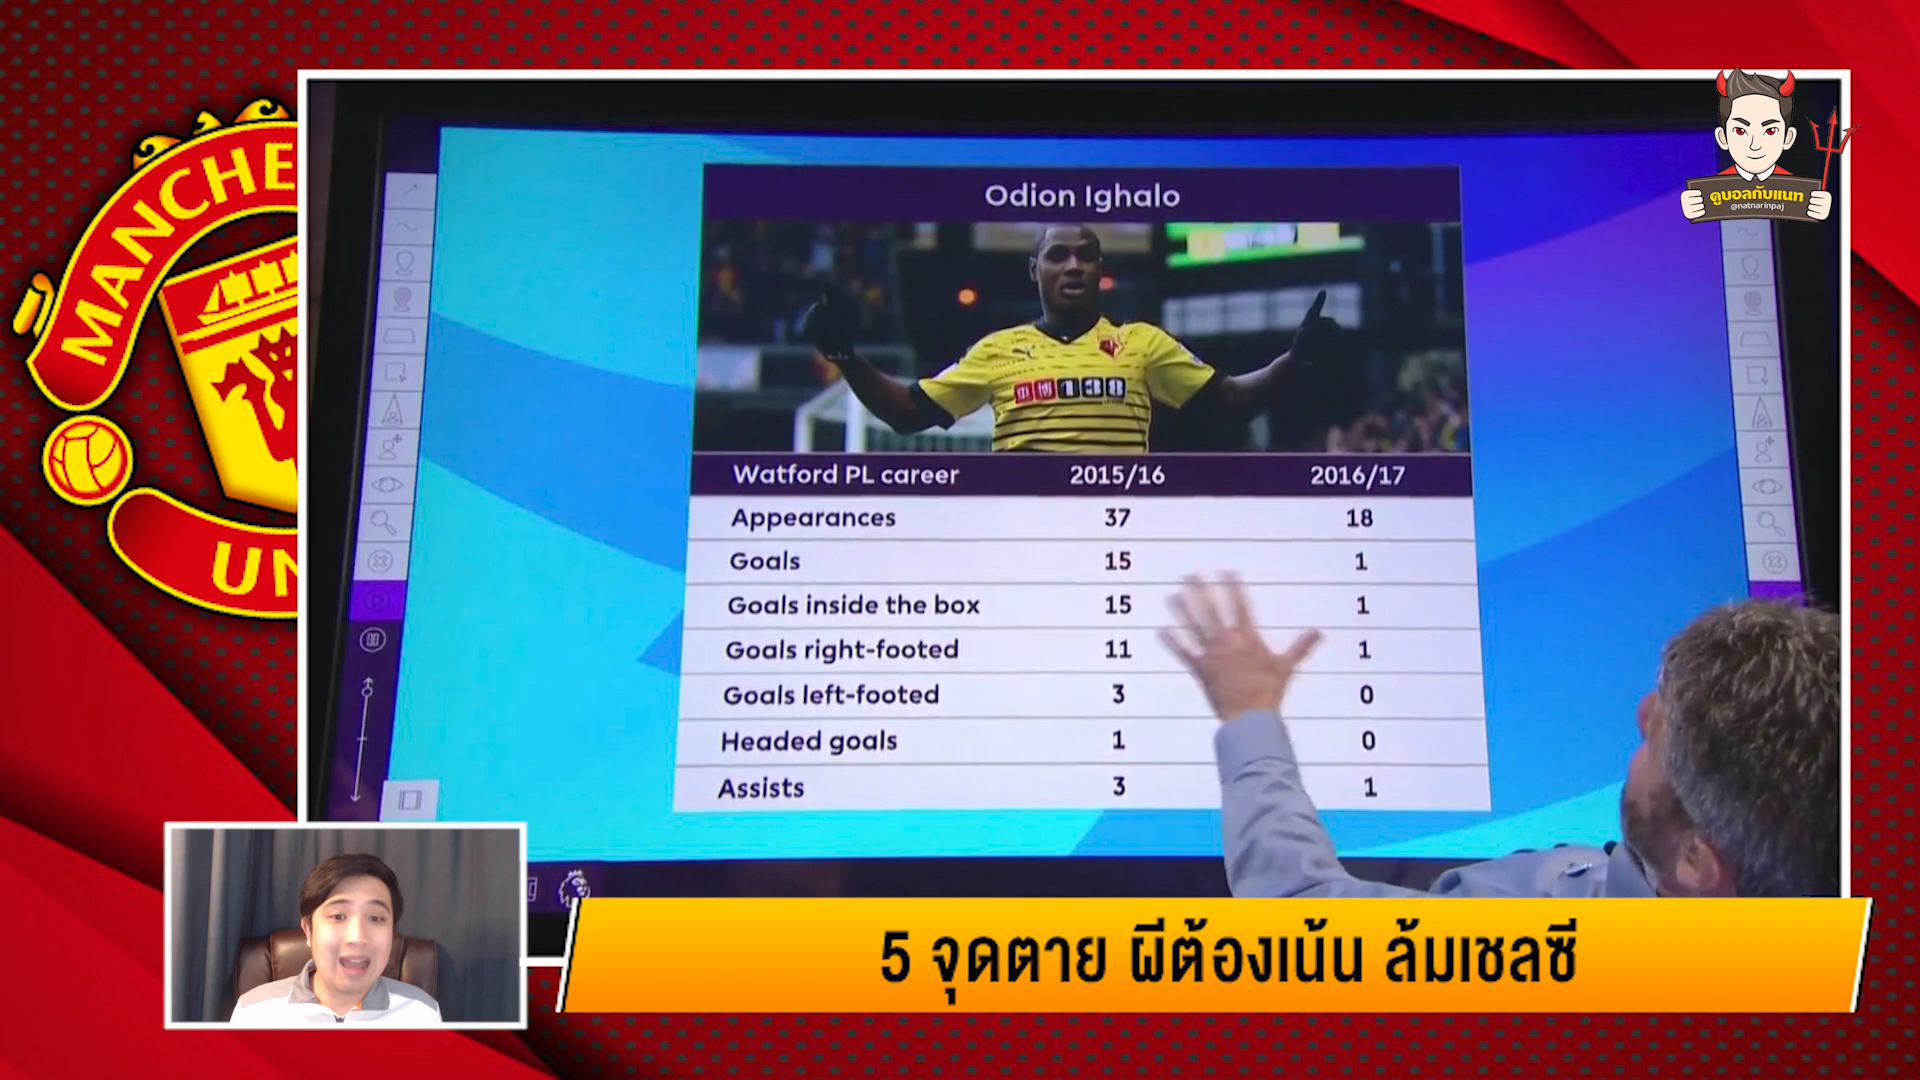 MANCHE
UN
ดูบอลกับแนท
@natnarinpaj
Odion Ighalo
138
Watford PL career 2015/16 2016/17
Appearances 37 18
Goals 15 1
Goals inside the box 15 1
Goals right-footed 11 1
Goals left-footed 3 0
Headed goals 1 0
Assists 3 1
5 จุดตาย ผีต้องเน้น ล้มเชลซี